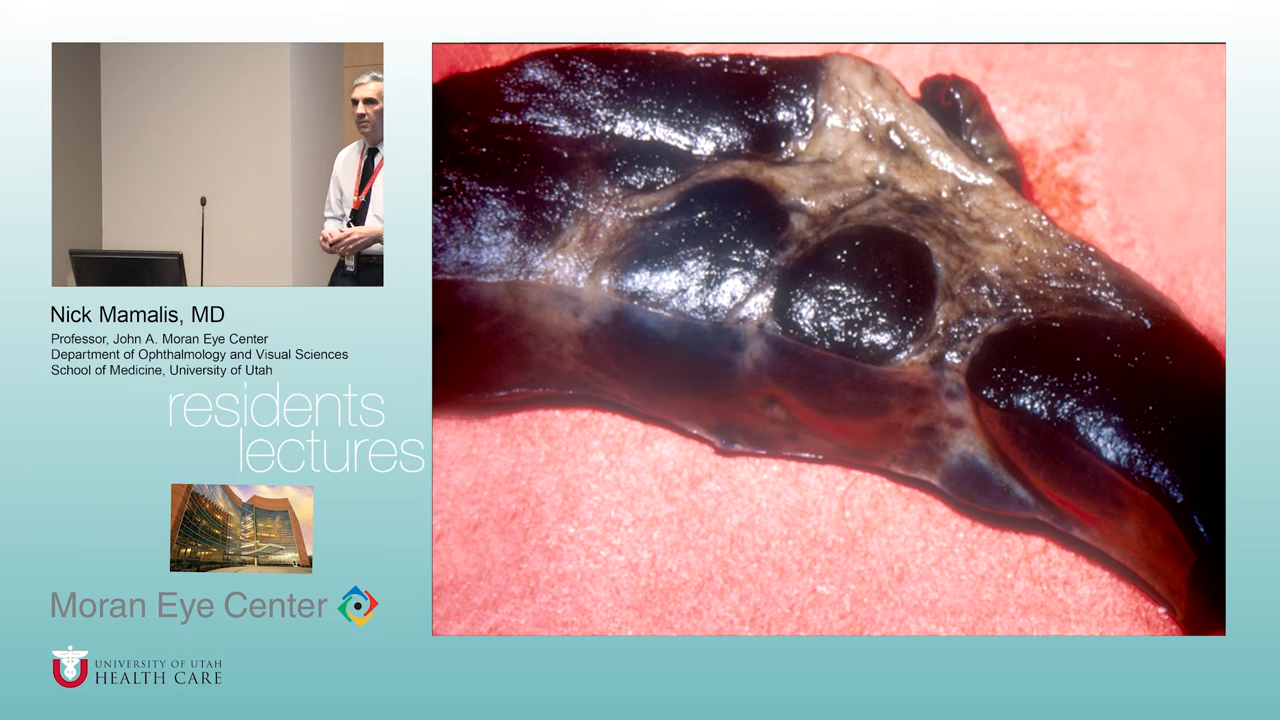 Nick Mamalis, MD
Professor, John A. Moran Eye Center
Department of Ophthalmology and Visual Sciences
School of Medicine, University of Utah
residents
lectures
Moran Eye Center
UNIVERSITY OF UTAH
HEALTH CARE